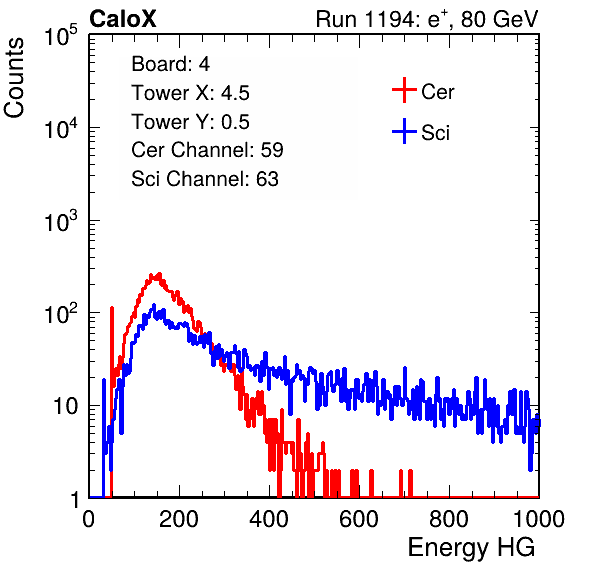 CaloX Run 1194: e⁺, 80 GeV
Counts
10⁵
10⁴
10³
10²
10
1
Board: 4
Tower X: 4.5
Tower Y: 0.5
Cer Channel: 59
Sci Channel: 63
Cer
Sci
0 200 400 600 800 1000
Energy HG